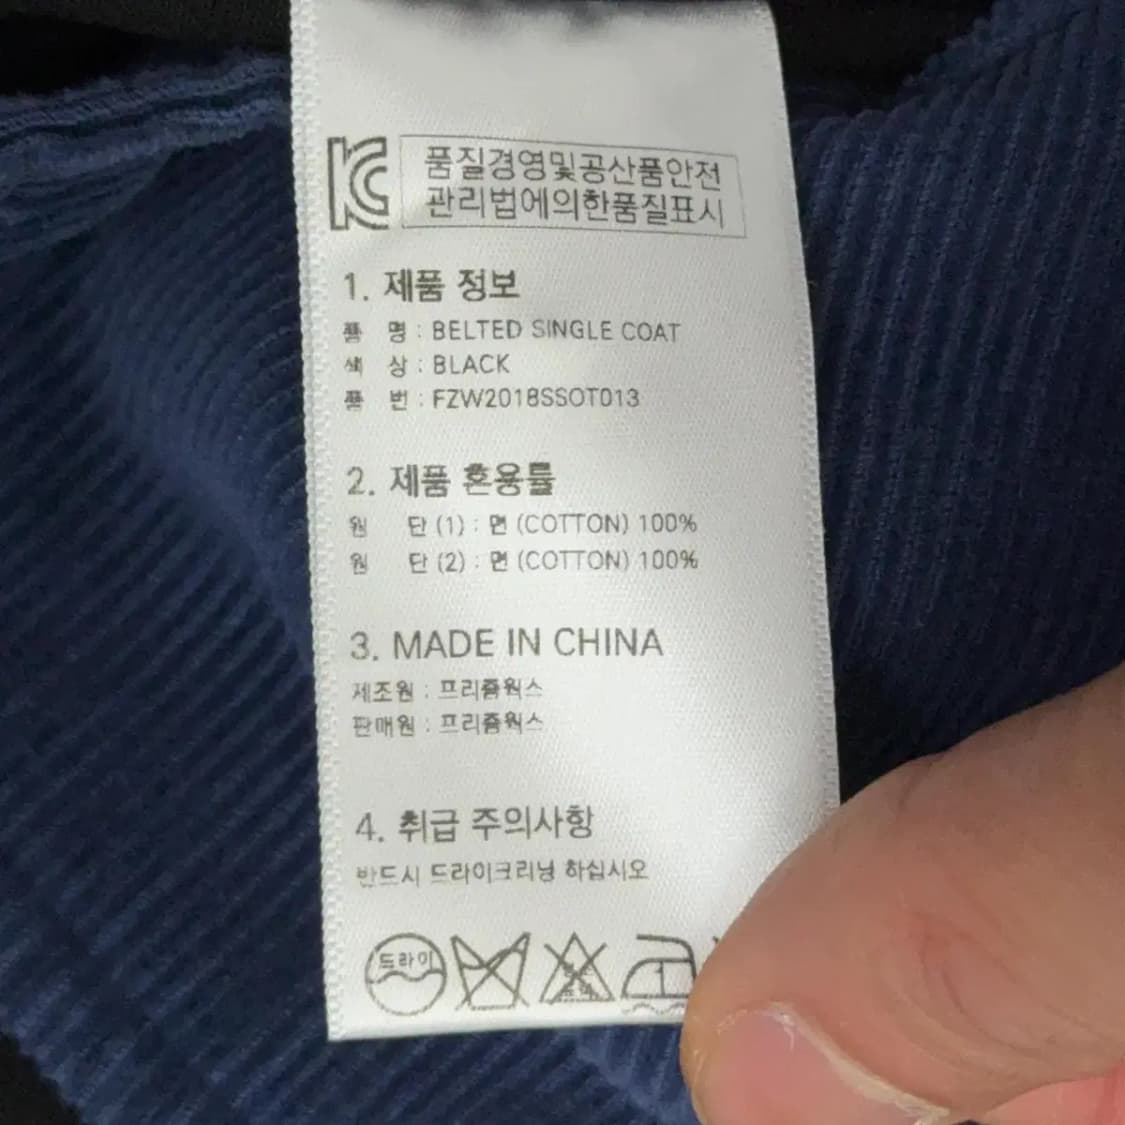 품질경영및공산품안전
관리법에의한품질표시
1. 제품 정보
품 명 : BELTED SINGLE COAT
색 상 : BLACK
품 번 : FZW2018SSOT013
2. 제품 혼용률
원 단 (1) : 면 (COTTON) 100%
원 단 (2) : 면 (COTTON) 100%
3. MADE IN CHINA
제조원 : 프리즘웍스
판매원 : 프리즘웍스
4. 취급 주의사항
반드시 드라이크리닝 하십시오
드라이
1